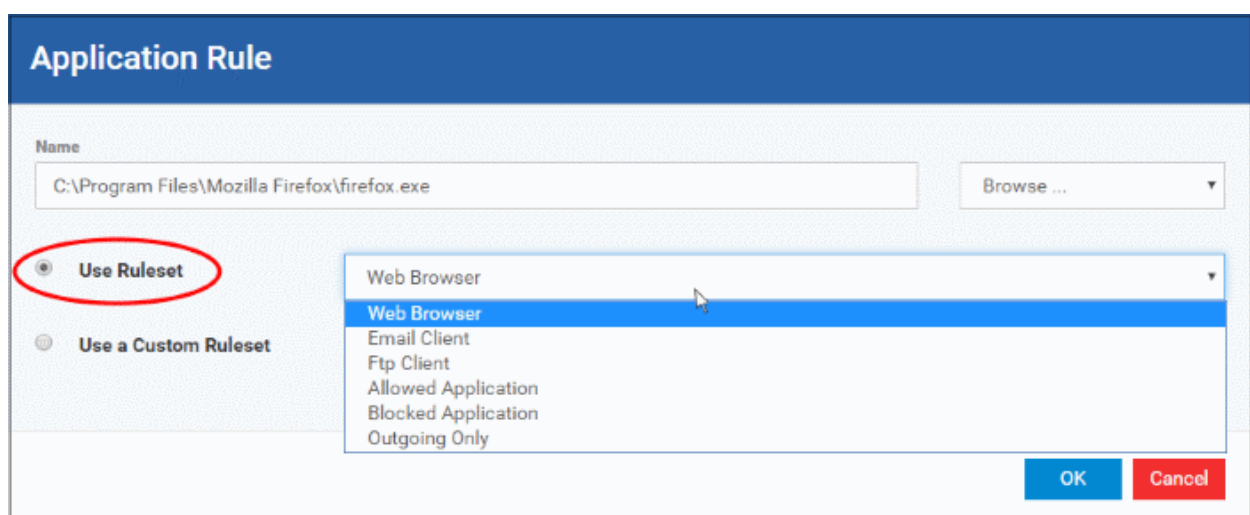 Application Rule
Name
C:\Program Files\Mozilla Firefox\firefox.exe
Browse ...
Use Ruleset
Web Browser
Web Browser
Email Client
Use a Custom Ruleset
Ftp Client
Allowed Application
Blocked Application
Outgoing Only
OK
Cancel